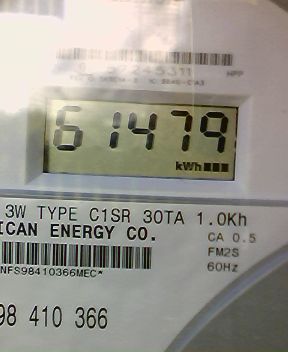 HPP
61479
kWh
3W TYPE C1SR 30TA 1.0Kh
ICAN ENERGY CO.
CA 0.5
FM2S
NFS98410366MEC*
60Hz
98 410 366